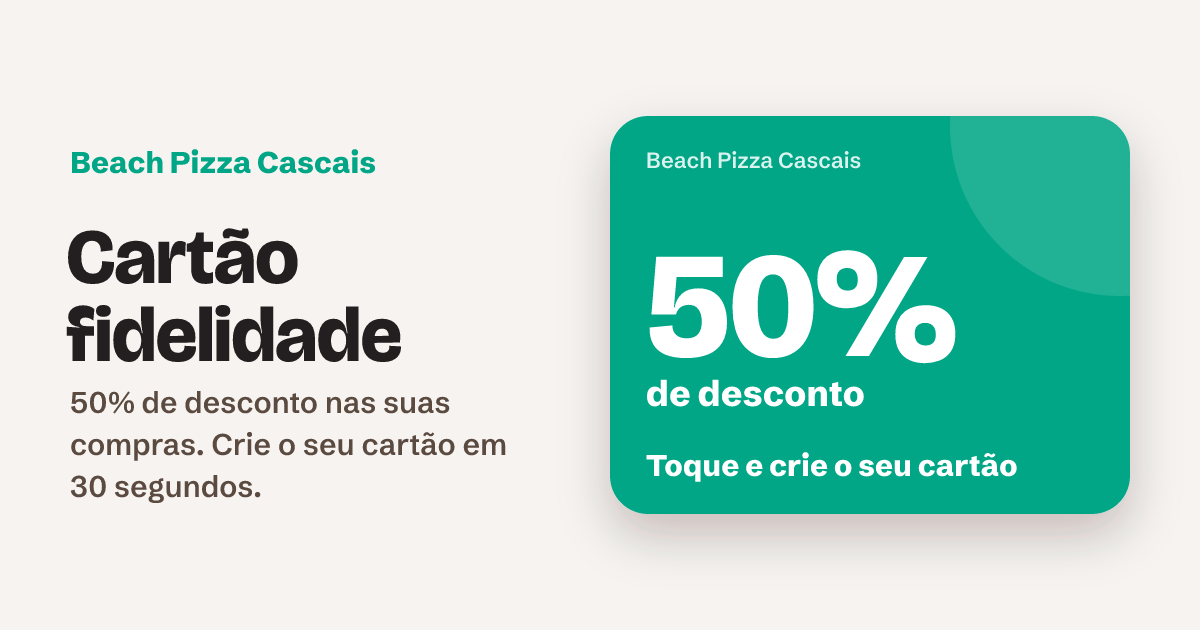 Beach Pizza Cascais
Cartão
fidelidade
50% de desconto nas suas
compras. Crie o seu cartão em
30 segundos.
Beach Pizza Cascais
50%
de desconto
Toque e crie o seu cartão